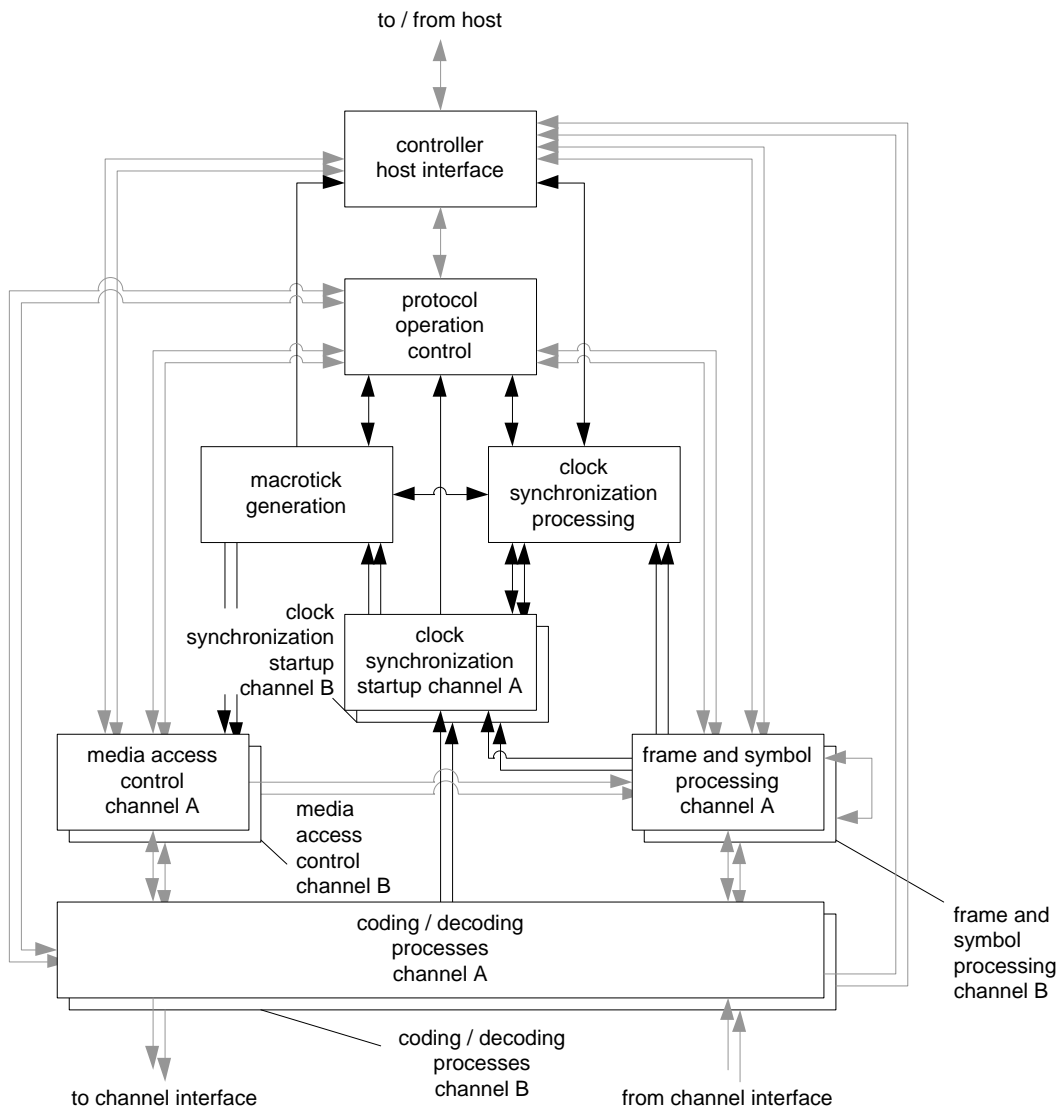 to / from host
controller
host interface
protocol
operation
control
macrotick
generation
clock
synchronization
processing
clock
synchronization
startup
channel B
clock
synchronization
startup channel A
media access
control
channel A
frame and symbol
processing
channel A
media
access
control
channel B
coding / decoding
processes
channel A
frame and
symbol
processing
channel B
coding / decoding
processes
channel B
to channel interface
from channel interface